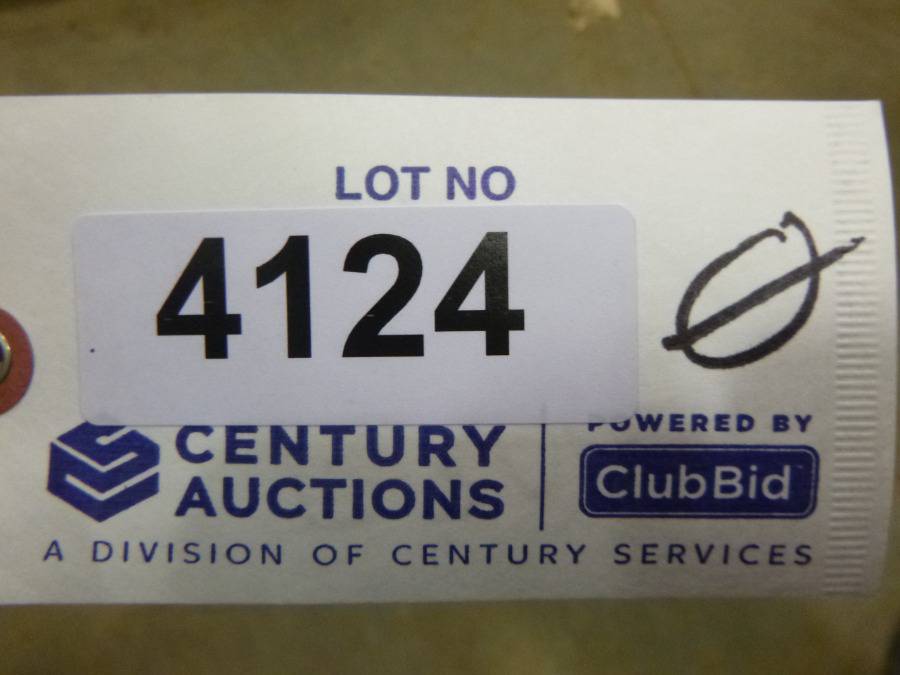 LOT NO
4124 Ø
CENTURY AUCTIONS
POWERED BY
ClubBid
A DIVISION OF CENTURY SERVICES